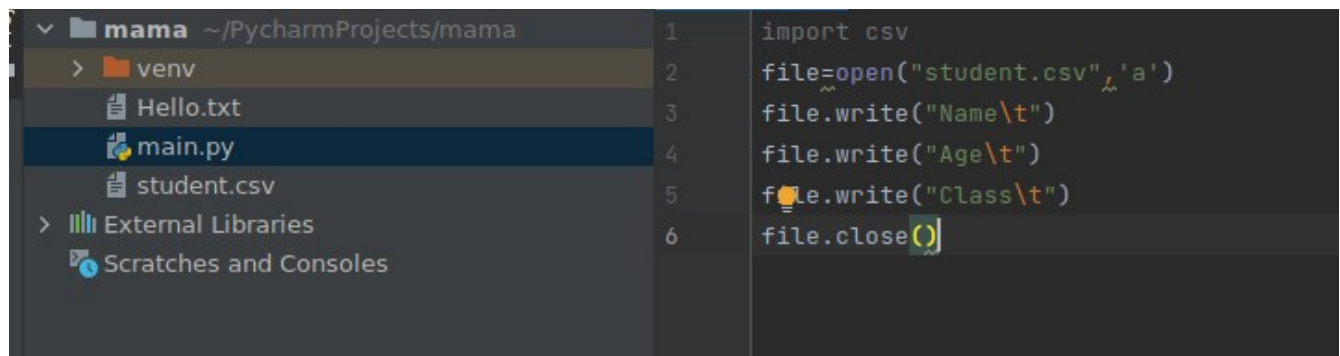 mama ~/PycharmProjects/mama
venv
Hello.txt
main.py
student.csv
External Libraries
Scratches and Consoles
1 import csv
2 file=open("student.csv",'a')
3 file.write("Name\t")
4 file.write("Age\t")
5 file.write("Class\t")
6 file.close()